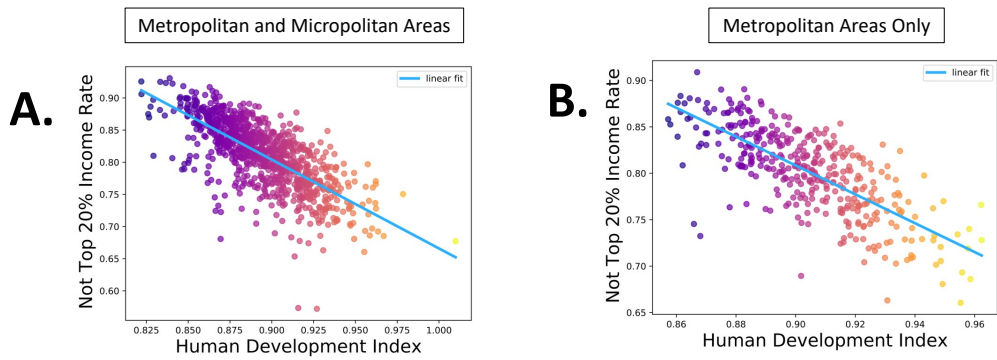 Metropolitan and Micropolitan Areas
A.
linear fit
Not Top 20% Income Rate
0.90
0.85
0.80
0.75
0.70
0.65
0.60
0.825 0.850 0.875 0.900 0.925 0.950 0.975 1.000
Human Development Index
Metropolitan Areas Only
B.
linear fit
Not Top 20% Income Rate
0.90
0.85
0.80
0.75
0.70
0.65
0.86 0.88 0.90 0.92 0.94 0.96
Human Development Index